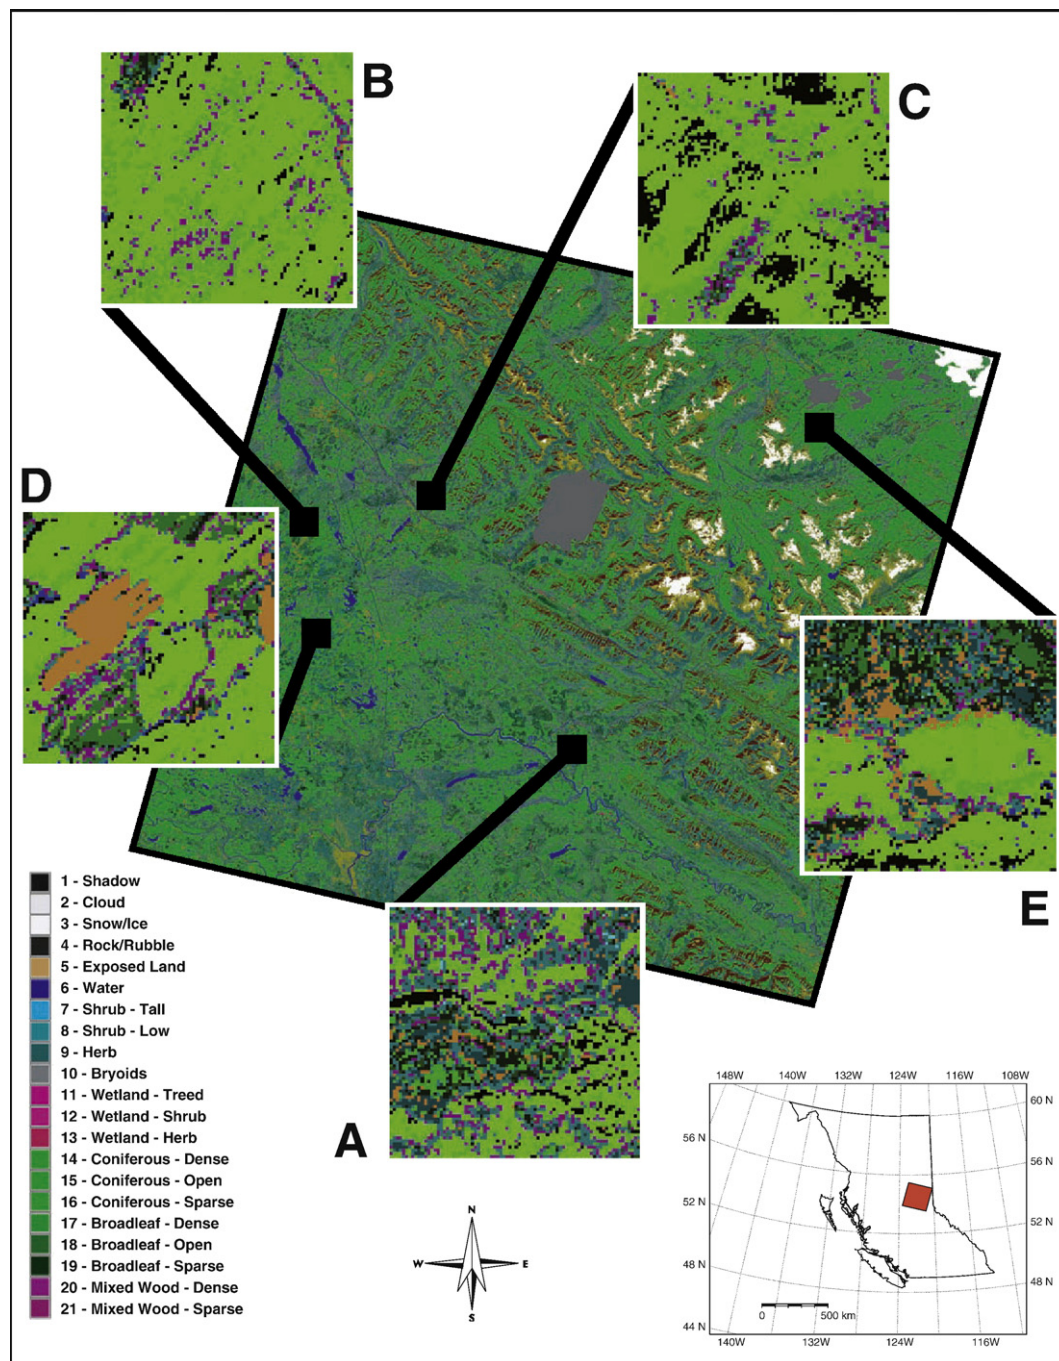 B
C
D
E
A
1 - Shadow
2 - Cloud
3 - Snow/Ice
4 - Rock/Rubble
5 - Exposed Land
6 - Water
7 - Shrub - Tall
8 - Shrub - Low
9 - Herb
10 - Bryoids
11 - Wetland - Treed
12 - Wetland - Shrub
13 - Wetland - Herb
14 - Coniferous - Dense
15 - Coniferous - Open
16 - Coniferous - Sparse
17 - Broadleaf - Dense
18 - Broadleaf - Open
19 - Broadleaf - Sparse
20 - Mixed Wood - Dense
21 - Mixed Wood - Sparse
N
W E
S
148W 140W 132W 124W 116W 108W
60 N
56 N 56 N
52 N 52 N
48 N 48 N
44 N
0 500 km
140W 132W 124W 116W